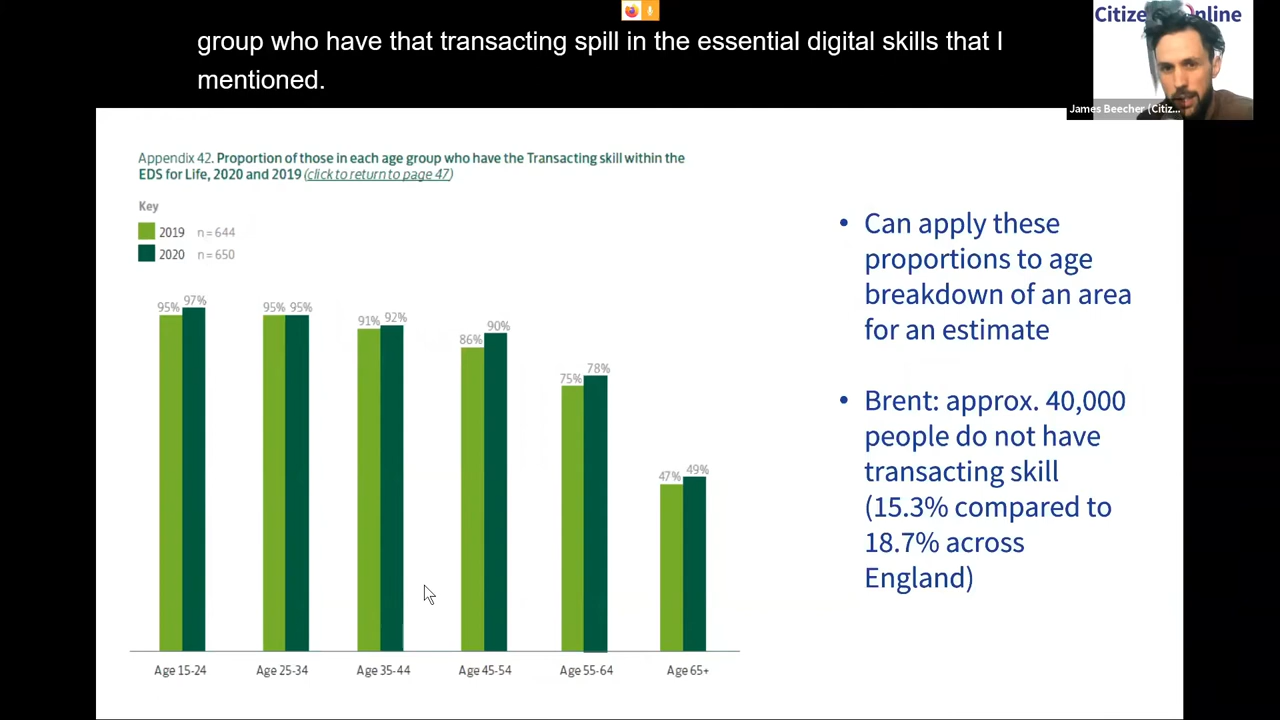 group who have that transacting spill in the essential digital skills that I
mentioned.
Citize nline
James Beecher (Citiz...
Appendix 42. Proportion of those in each age group who have the Transacting skill within the
EDS for Life, 2020 and 2019 (click to return to page 47)
Key
2019 n=644
2020 n=650
95% 97%
95% 95%
91% 92%
86% 90%
75% 78%
47% 49%
Age 15-24 Age 25-34 Age 35-44 Age 45-54 Age 55-64 Age 65+
• Can apply these
proportions to age
breakdown of an area
for an estimate
• Brent: approx. 40,000
people do not have
transacting skill
(15.3% compared to
18.7% across
England)